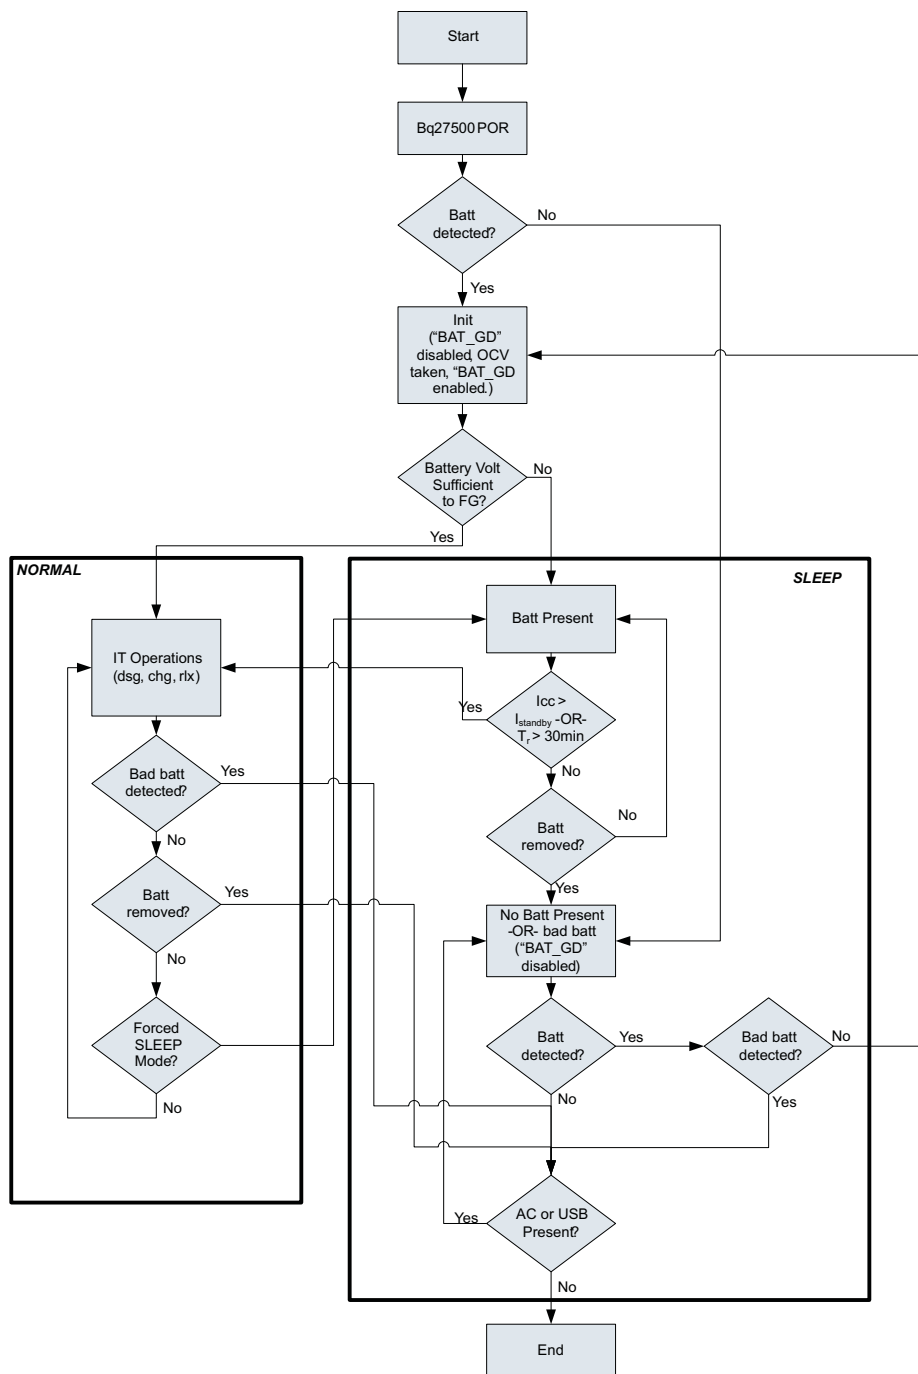 Start
Bq27500 POR
Batt
detected?
No
Yes
Init
(“BAT_GD”
disabled, OCV
taken, “BAT_GD
enabled.)
Battery Volt
Sufficient
to FG?
No
Yes
NORMAL
SLEEP
Batt Present
IT Operations
(dsg, chg, rlx)
Icc >
Istandby -OR-
Tr > 30min
Yes
No
Bad batt
detected?
Yes
No
Batt
removed?
No
Yes
Batt
removed?
Yes
No
No Batt Present
-OR- bad batt
(“BAT_GD”
disabled)
Forced
SLEEP
Mode?
No
Batt
detected?
Yes
No
Bad batt
detected?
No
Yes
AC or USB
Present?
Yes
No
End